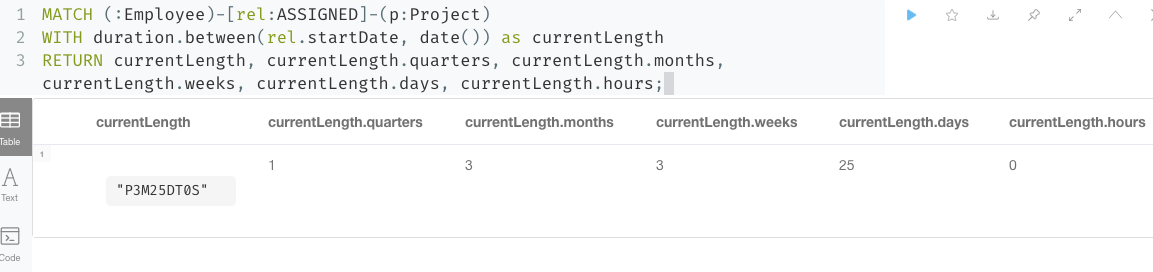 1 MATCH (:Employee)-[rel:ASSIGNED]-(p:Project)
2 WITH duration.between(rel.startDate, date()) as currentLength
3 RETURN currentLength, currentLength.quarters, currentLength.months,
currentLength.weeks, currentLength.days, currentLength.hours;
Table
Text
Code
currentLength currentLength.quarters currentLength.months currentLength.weeks currentLength.days currentLength.hours
1
1 3 3 25 0
"P3M25DT0S"